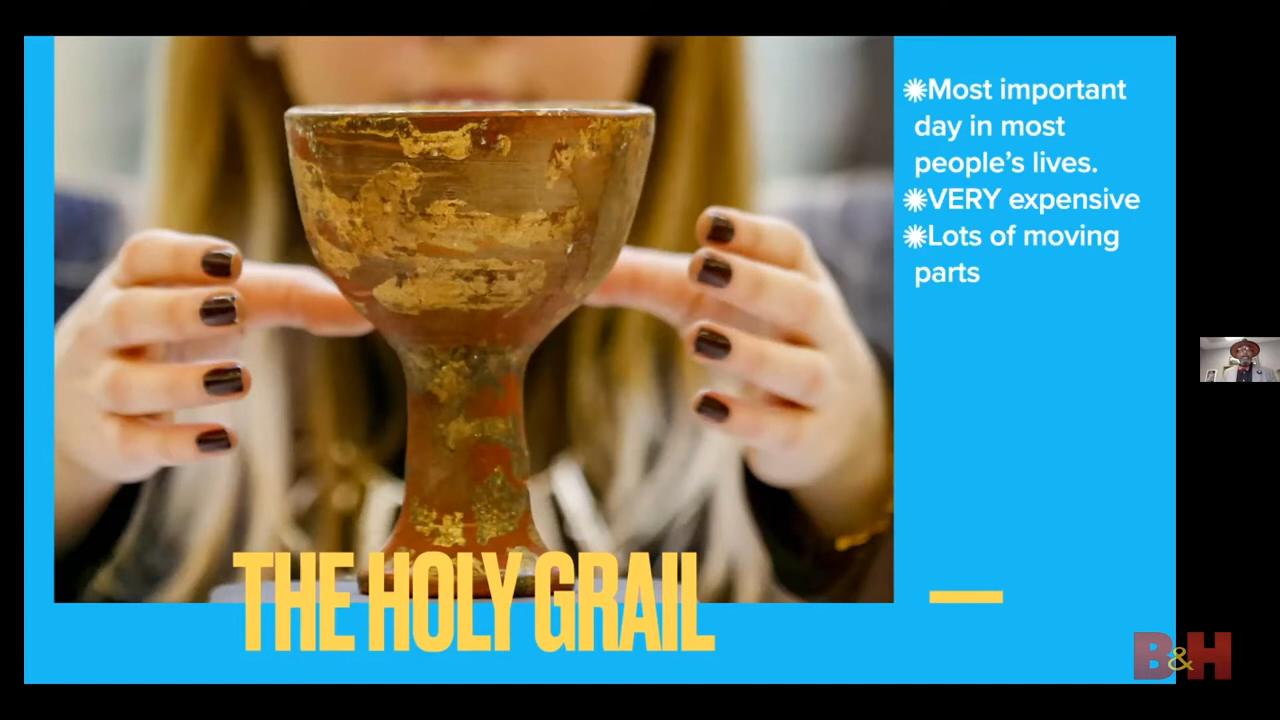 ✺Most important
day in most
people’s lives.
✺VERY expensive
✺Lots of moving
parts
THE HOLY GRAIL
B&H